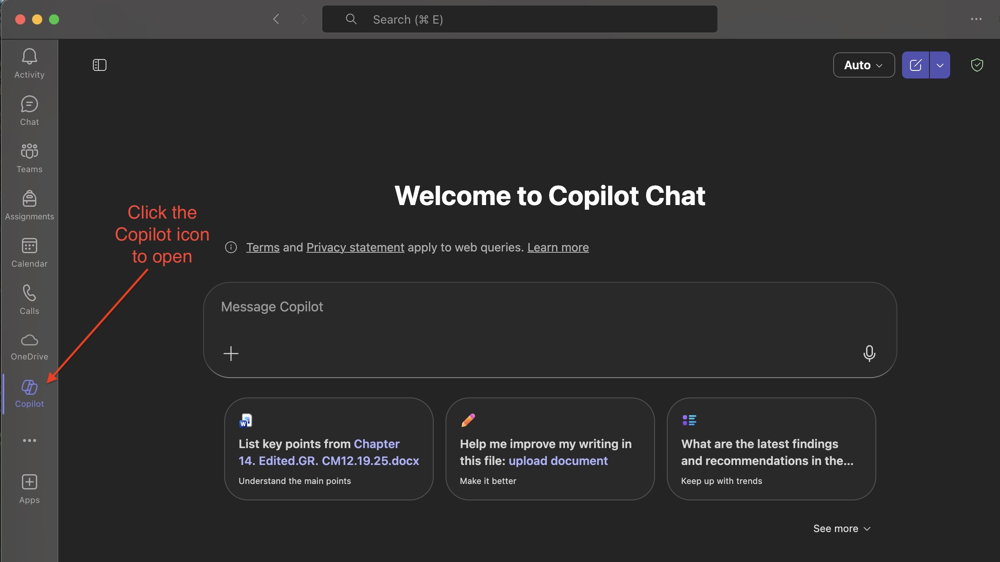 Search (⌘ E)
Activity
Chat
Teams
Assignments
Calendar
Calls
OneDrive
Copilot
Apps
Auto
Click the
Copilot icon
to open
Welcome to Copilot Chat
Terms and Privacy statement apply to web queries. Learn more
Message Copilot
List key points from Chapter
14. Edited.GR. CM12.19.25.docx
Understand the main points
Help me improve my writing in
this file: upload document
Make it better
What are the latest findings
and recommendations in the...
Keep up with trends
See more